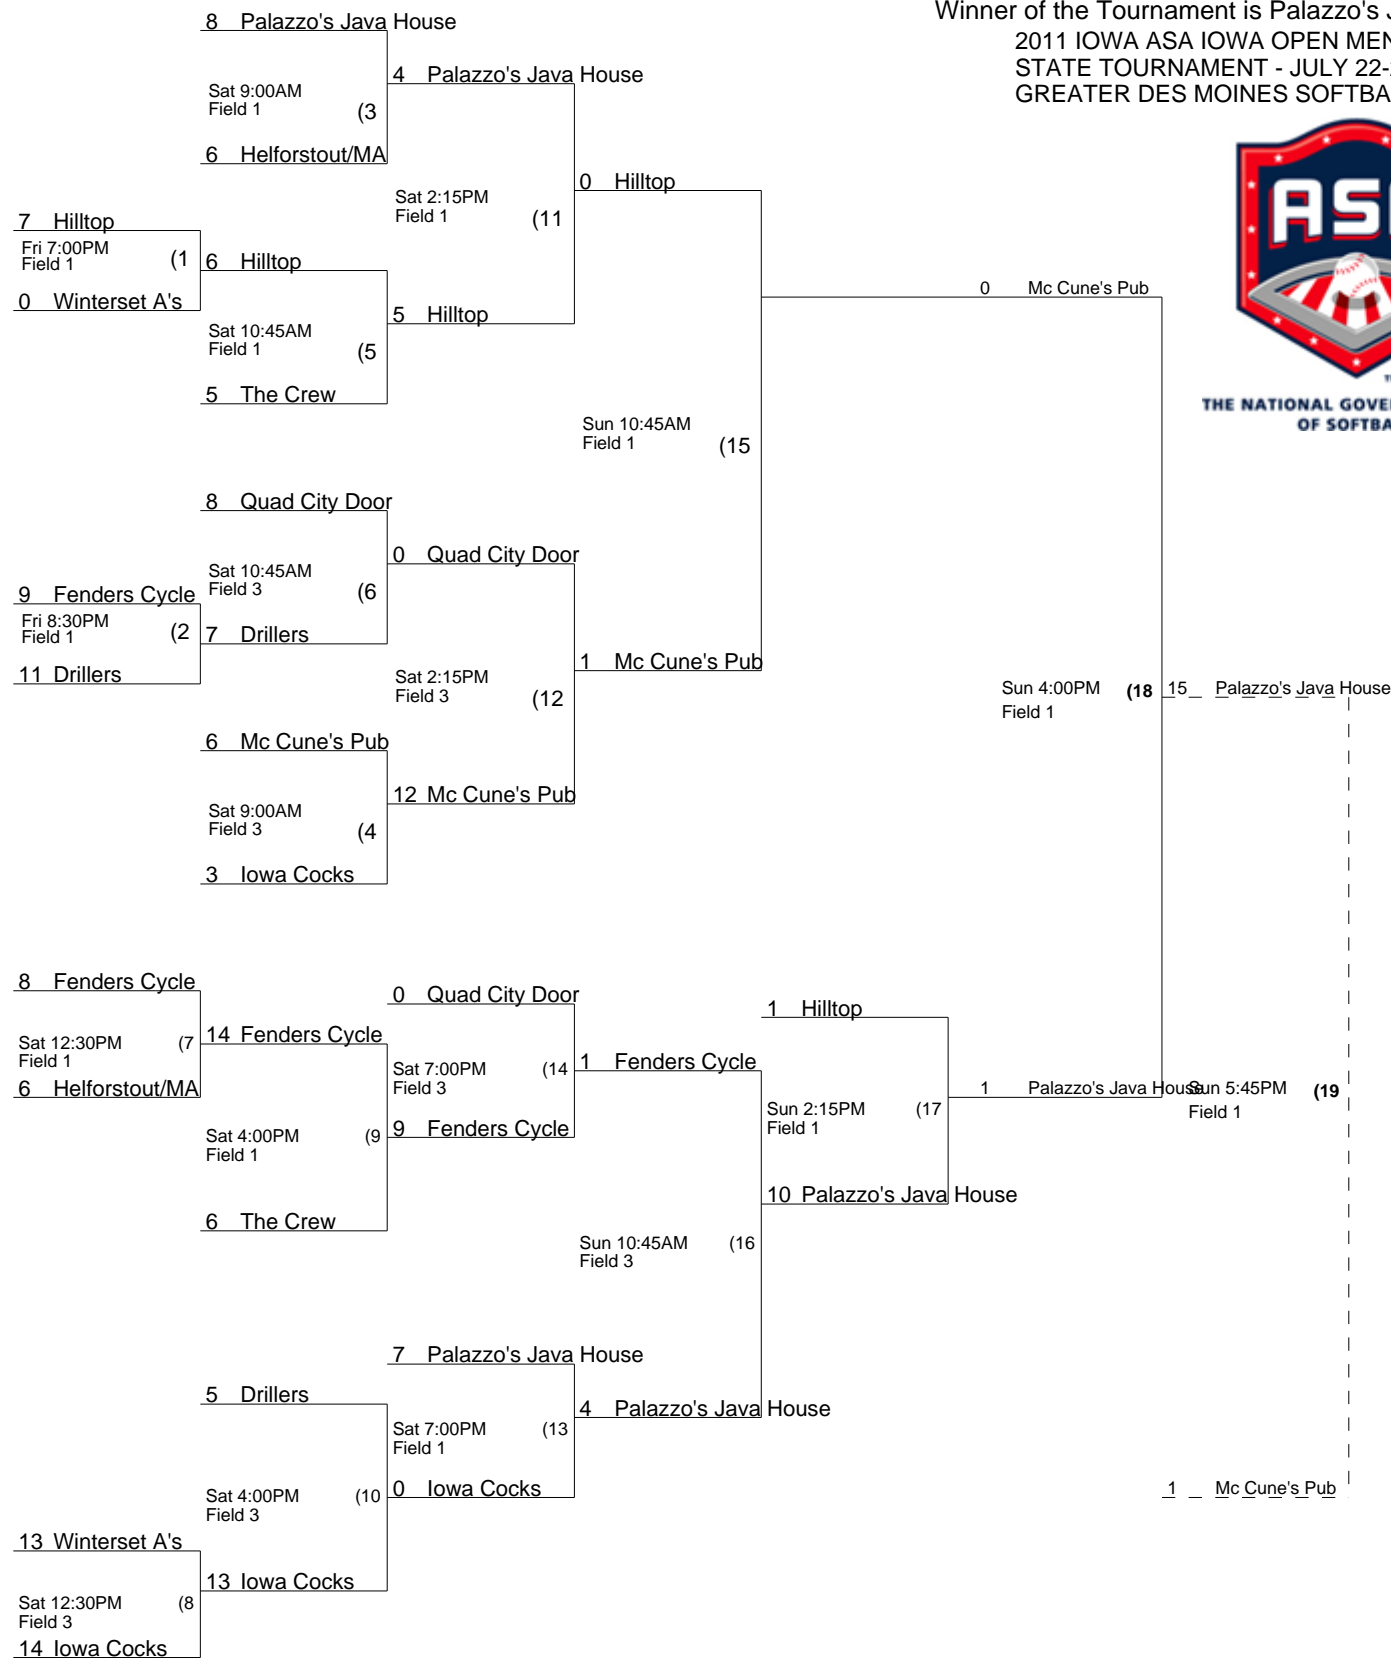 Winner of the Tournament is Palazzo's
2011 IOWA ASA IOWA OPEN
STATE TOURNAMENT - JULY
GREATER DES MOINES
THE NATIONAL
OF
8 Palazzo's Java House
Sat 9:00AM
Field 1 (3
6 Helforstout/MA
4 Palazzo's Java House
Sat 2:15PM
Field 1 (11
0 Hilltop
7 Hilltop
Fri 7:00PM
Field 1 (1
0 Winterset A's
6 Hilltop
Sat 10:45AM
Field 1 (5
5 The Crew
5 Hilltop
0 Mc Cune's Pub
Sun 10:45AM
Field 1 (15
8 Quad City Door
Sat 10:45AM
Field 3 (6
7 Drillers
0 Quad City Door
9 Fenders Cycle
Fri 8:30PM
Field 1 (2
11 Drillers
Sat 2:15PM
Field 3 (12
1 Mc Cune's Pub
Sun 4:00PM (18
Field 1
15 Palazzo's Java House
6 Mc Cune's Pub
Sat 9:00AM
Field 3 (4
3 Iowa Cocks
12 Mc Cune's Pub
8 Fenders Cycle
Sat 12:30PM (7
Field 1
6 Helforstout/MA
14 Fenders Cycle
Sat 4:00PM (9
Field 1
6 The Crew
0 Quad City Door
Sat 7:00PM (14
Field 3
9 Fenders Cycle
1 Fenders Cycle
1 Hilltop
Sun 2:15PM (17
Field 1
10 Palazzo's Java House
1 Palazzo's Java House
Sun 5:45PM (19
Field 1
Sun 10:45AM (16
Field 3
7 Palazzo's Java House
Sat 7:00PM (13
Field 1
4 Palazzo's Java House
5 Drillers
Sat 4:00PM (10
Field 3
0 Iowa Cocks
1 Mc Cune's Pub
13 Winterset A's
Sat 12:30PM (8
Field 3
14 Iowa Cocks
13 Iowa Cocks